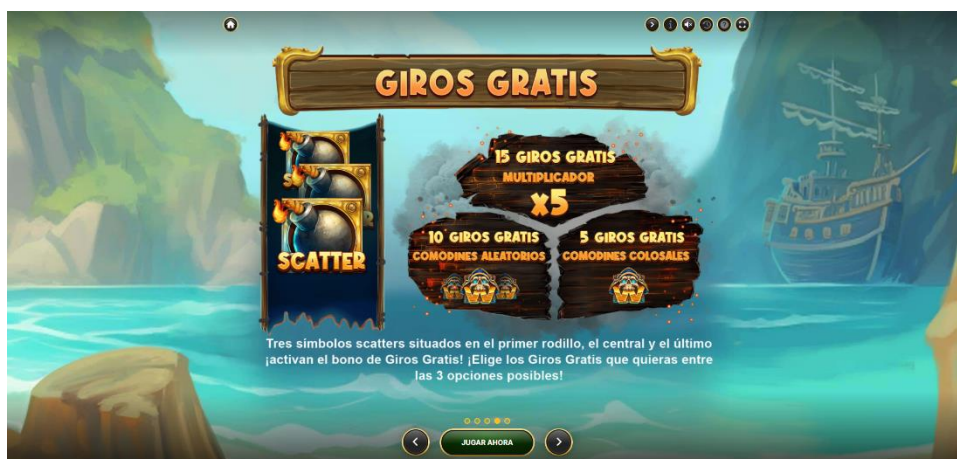 GIROS GRATIS
15 GIROS GRATIS
MULTIPLICADOR
X5
SCATTER
10 GIROS GRATIS
COMODINES ALEATORIOS
5 GIROS GRATIS
COMODINES COLOSALES
Tres símbolos scatters situados en el primer rodillo, el central y el último
¡activan el bono de Giros Gratis! ¡Elige los Giros Gratis que quieras entre
las 3 opciones posibles!
JUGAR AHORA